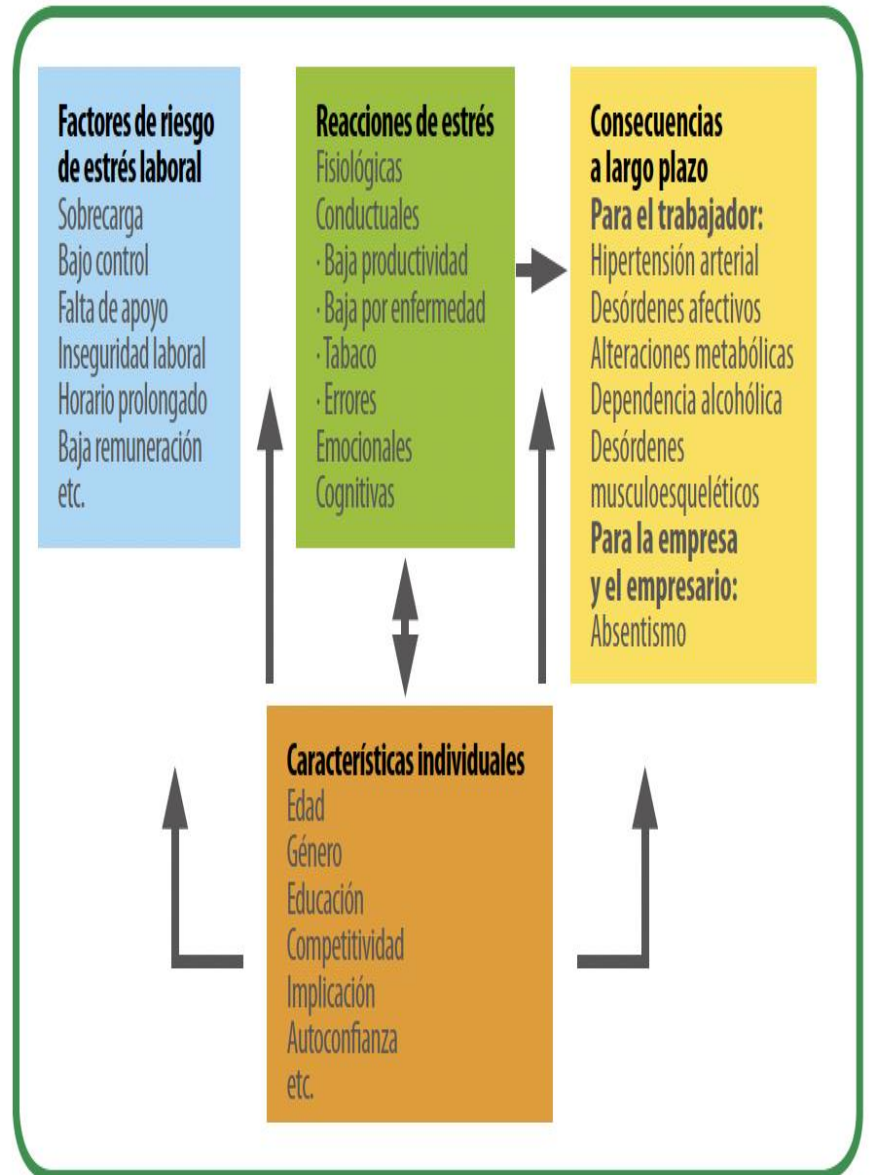 Factores de riesgo
de estrés laboral
Sobrecarga
Bajo control
Falta de apoyo
Inseguridad laboral
Horario prolongado
Baja remuneración
etc.
Reacciones de estrés
Fisiológicas
Conductuales
· Baja productividad
· Baja por enfermedad
· Tabaco
· Errores
Emocionales
Cognitivas
Consecuencias
a largo plazo
Para el trabajador:
Hipertensión arterial
Desórdenes afectivos
Alteraciones metabólicas
Dependencia alcohólica
Desórdenes
musculoesqueléticos
Para la empresa
y el empresario:
Absentismo
Característícas individuales
Edad
Género
Educación
Competitividad
Implicación
Autoconfianza
etc.